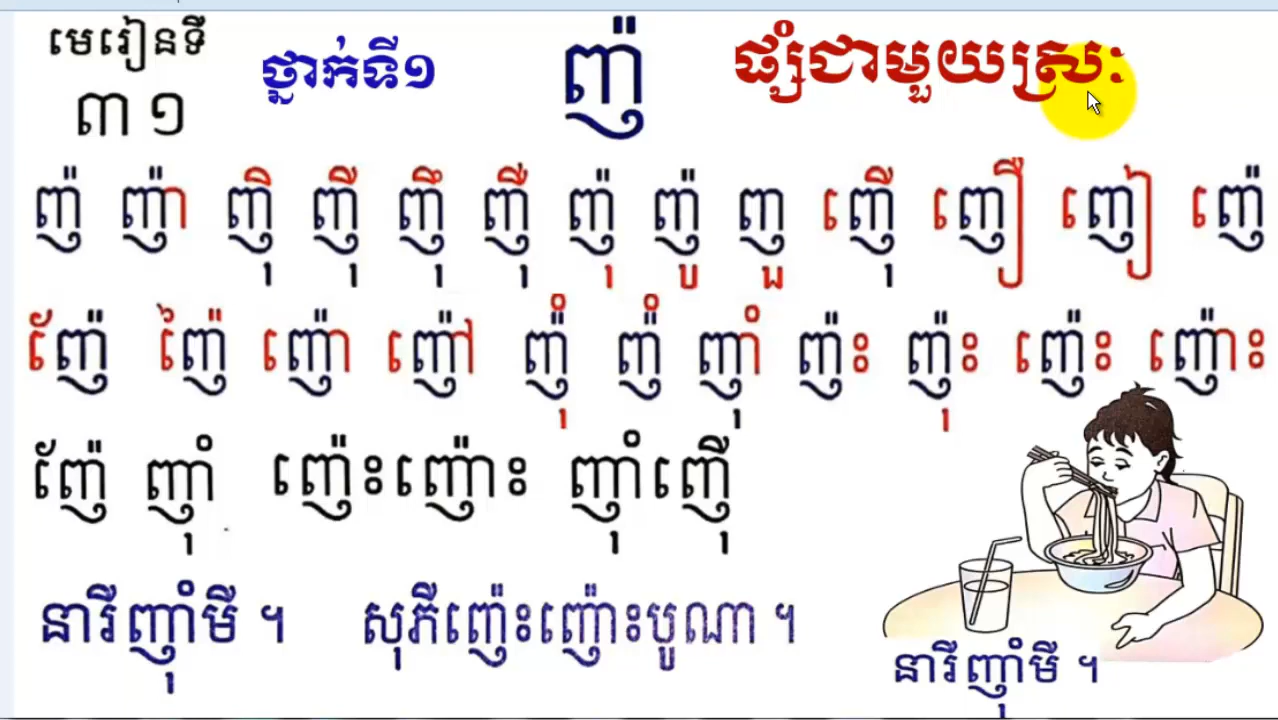 មេរៀនទី
៣១
ថ្នាក់ទី១
ញ៉
ផ្សំជាមួយស្រៈ
ញ៉ ញ៉ា ញ៉ិ ញ៉ី ញ៉ឹ ញ៉ឺ ញ៉ុ ញ៉ូ ញួ ញ៉ើ ញឿ ញៀ ញ៉េ
ញ៉ែ ញ៉ៃ ញ៉ោ ញ៉ៅ ញ៉ុំ ញ៉ំ ញ៉ាំ ញ៉ះ ញ៉ុះ ញ៉េះ ញ៉ោះ
ញ៉ែ ញ៉ាំ ញ៉េះញ៉ោះ ញ៉ាំញ៉ើ
នារីញ៉ាំមី ។ សុភីញ៉េះញ៉ោះបូណា ។
នារីញ៉ាំមី ។